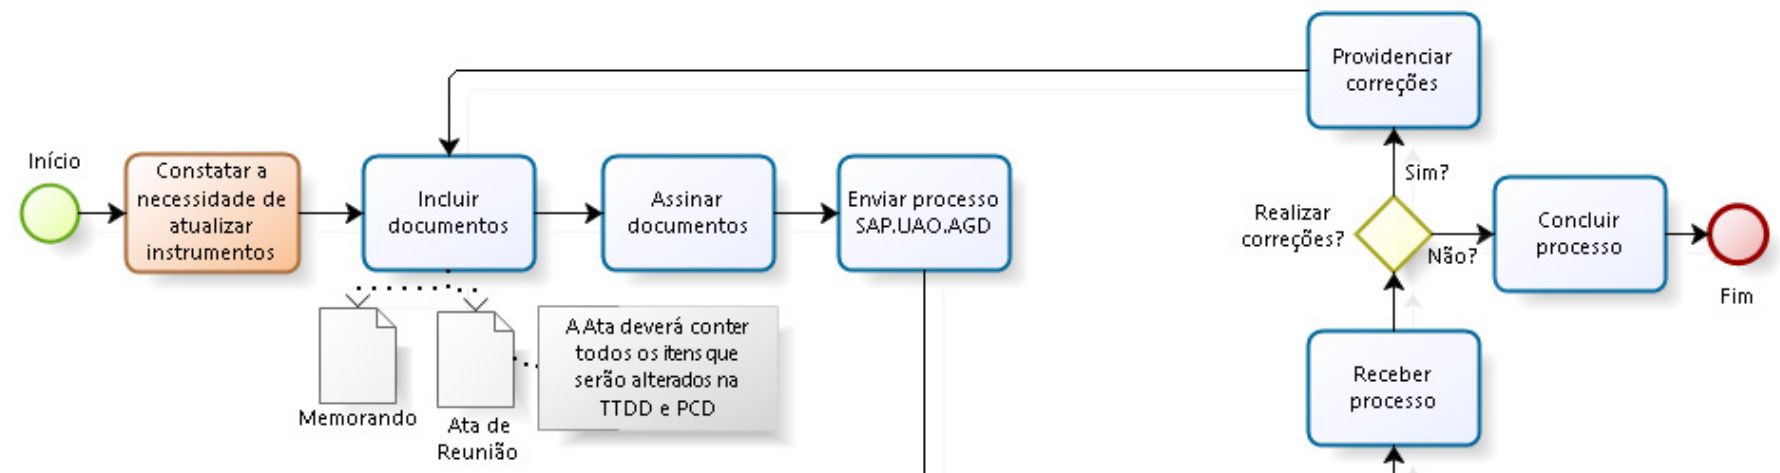 Início
Constatar a
necessidade de
atualizar
instrumentos
Incluir
documentos
Assinar
documentos
Enviar processo
SAP.UAO.AGD
Memorando
Ata de
Reunião
A Ata deverá conter
todos os itens que
serão alterados na
TTDD e PCD
Providenciar
correções
Sim?
Realizar
correções?
Não?
Concluir
processo
Fim
Receber
processo